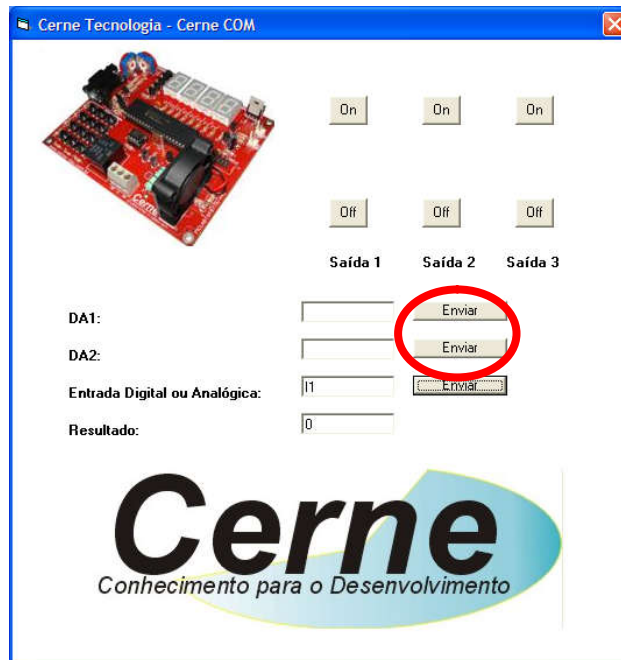 Cerne Tecnologia - Cerne COM
On On On
Off Off Off
Saída 1 Saída 2 Saída 3
DA1: Enviar
DA2: Enviar
Entrada Digital ou Analógica: I1 Enviar
Resultado: 0
Cerne
Conhecimento para o Desenvolvimento